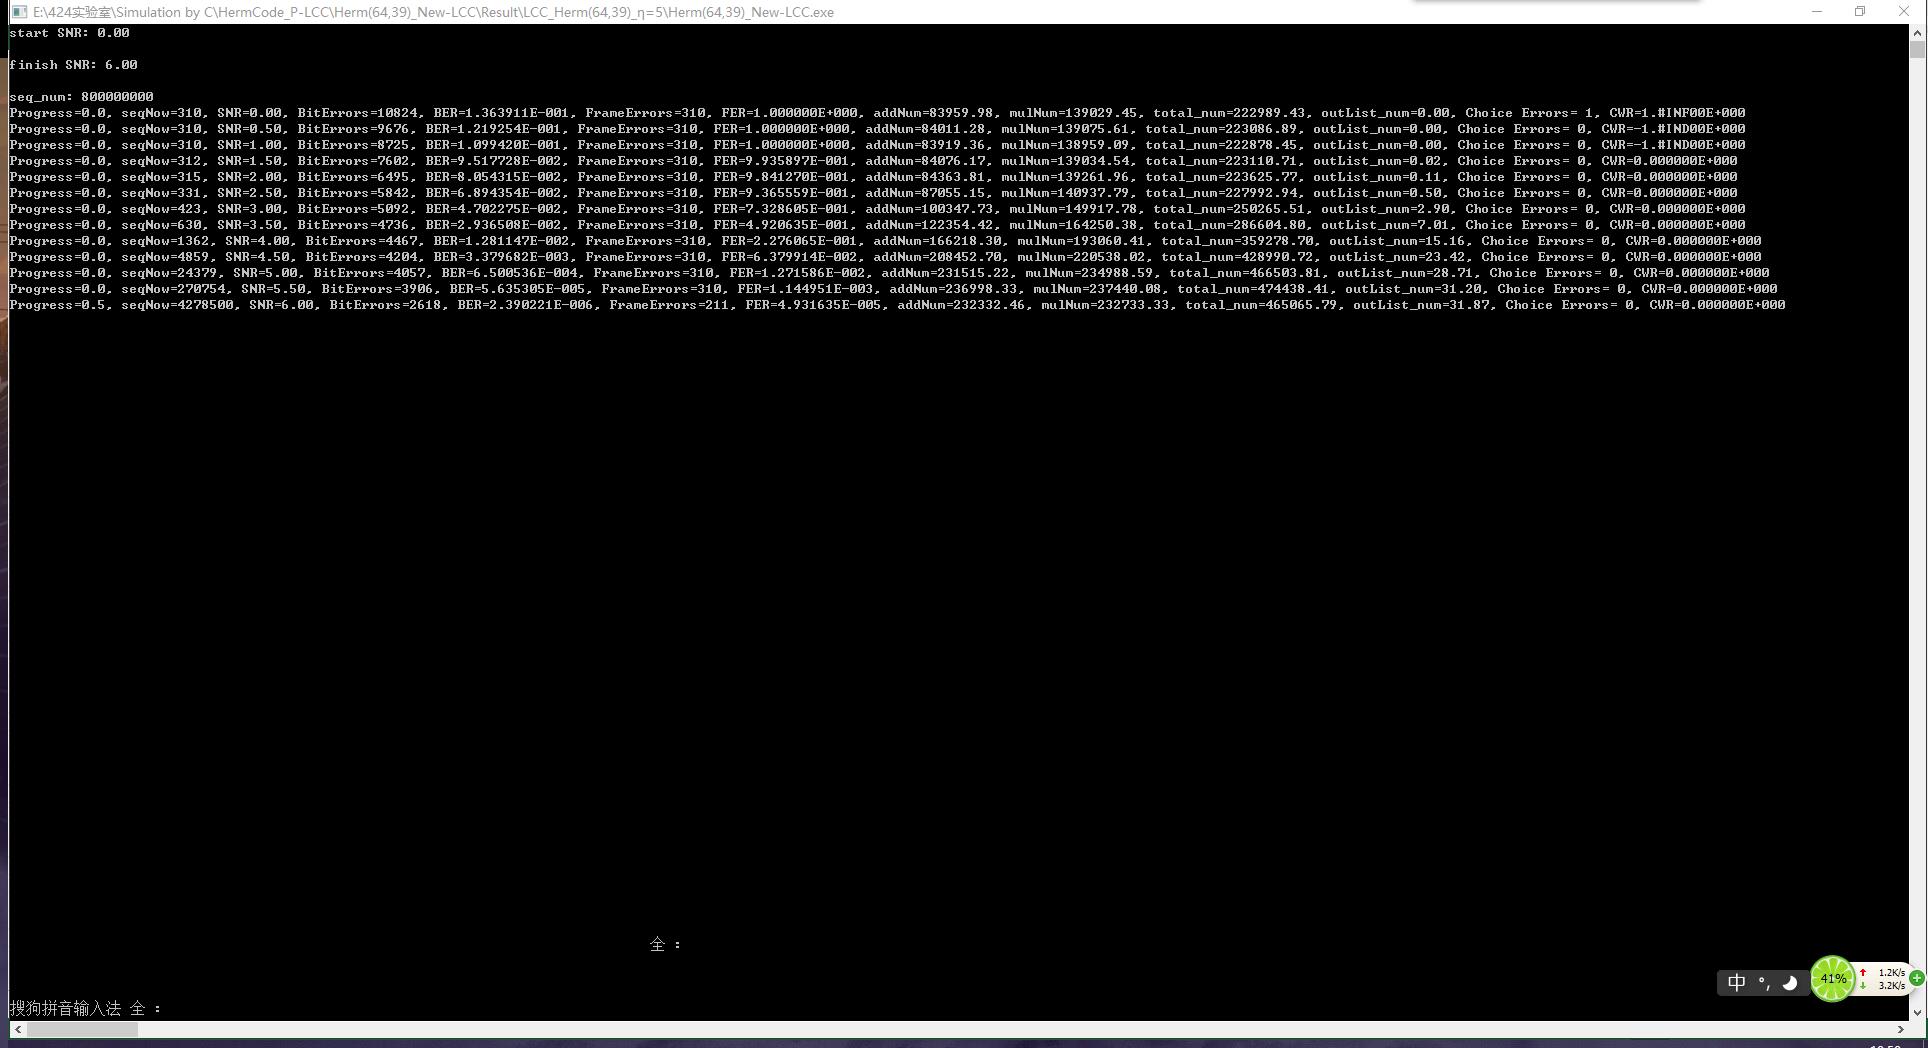 E:\424实验室\Simulation by C\HermCode_P-LCC\Herm(64,39)_New-LCC\Result\LCC_Herm(64,39)_η=5\Herm(64,39)_New-LCC.exe
start SNR: 0.00
finish SNR: 6.00
seq_num: 800000000
Progress=0.0, seqNow=310, SNR=0.00, BitErrors=10824, BER=1.363911E-001, FrameErrors=310, FER=1.000000E+000, addNum=83959.98, mulNum=139029.45, total_num=222989.43, outList_num=0.00, Choice Errors= 1, CWR=1.#INF00E+000
Progress=0.0, seqNow=310, SNR=0.50, BitErrors=9676, BER=1.219254E-001, FrameErrors=310, FER=1.000000E+000, addNum=84011.28, mulNum=139075.61, total_num=223086.89, outList_num=0.00, Choice Errors= 0, CWR=-1.#IND00E+000
Progress=0.0, seqNow=310, SNR=1.00, BitErrors=8725, BER=1.099420E-001, FrameErrors=310, FER=1.000000E+000, addNum=83919.36, mulNum=138959.09, total_num=222878.45, outList_num=0.00, Choice Errors= 0, CWR=-1.#IND00E+000
Progress=0.0, seqNow=312, SNR=1.50, BitErrors=7602, BER=9.517728E-002, FrameErrors=310, FER=9.935897E-001, addNum=84076.17, mulNum=139034.54, total_num=223110.71, outList_num=0.02, Choice Errors= 0, CWR=0.000000E+000
Progress=0.0, seqNow=315, SNR=2.00, BitErrors=6495, BER=8.054315E-002, FrameErrors=310, FER=9.841270E-001, addNum=84363.81, mulNum=139261.96, total_num=223625.77, outList_num=0.11, Choice Errors= 0, CWR=0.000000E+000
Progress=0.0, seqNow=331, SNR=2.50, BitErrors=5842, BER=6.894354E-002, FrameErrors=310, FER=9.365559E-001, addNum=87055.15, mulNum=140937.79, total_num=227992.94, outList_num=0.50, Choice Errors= 0, CWR=0.000000E+000
Progress=0.0, seqNow=423, SNR=3.00, BitErrors=5092, BER=4.702275E-002, FrameErrors=310, FER=7.328605E-001, addNum=100347.73, mulNum=149917.78, total_num=250265.51, outList_num=2.90, Choice Errors= 0, CWR=0.000000E+000
Progress=0.0, seqNow=630, SNR=3.50, BitErrors=4736, BER=2.936508E-002, FrameErrors=310, FER=4.920635E-001, addNum=122354.42, mulNum=164250.38, total_num=286604.80, outList_num=7.01, Choice Errors= 0, CWR=0.000000E+000
Progress=0.0, seqNow=1362, SNR=4.00, BitErrors=4467, BER=1.281147E-002, FrameErrors=310, FER=2.276065E-001, addNum=166218.30, mulNum=193060.41, total_num=359278.70, outList_num=15.16, Choice Errors= 0, CWR=0.000000E+000
Progress=0.0, seqNow=4859, SNR=4.50, BitErrors=4204, BER=3.379682E-003, FrameErrors=310, FER=6.379914E-002, addNum=208452.70, mulNum=220538.02, total_num=428990.72, outList_num=23.42, Choice Errors= 0, CWR=0.000000E+000
Progress=0.0, seqNow=24379, SNR=5.00, BitErrors=4057, BER=6.500536E-004, FrameErrors=310, FER=1.271586E-002, addNum=231515.22, mulNum=234988.59, total_num=466503.81, outList_num=28.71, Choice Errors= 0, CWR=0.000000E+000
Progress=0.0, seqNow=270754, SNR=5.50, BitErrors=3906, BER=5.635305E-005, FrameErrors=310, FER=1.144951E-003, addNum=236998.33, mulNum=237440.08, total_num=474438.41, outList_num=31.20, Choice Errors= 0, CWR=0.000000E+000
Progress=0.5, seqNow=4278500, SNR=6.00, BitErrors=2618, BER=2.390221E-006, FrameErrors=211, FER=4.931635E-005, addNum=232332.46, mulNum=232733.33, total_num=465065.79, outList_num=31.87, Choice Errors= 0, CWR=0.000000E+000
全 :
中 °,
41%
1.2K/s
3.2K/s
搜狗拼音输入法 全 :